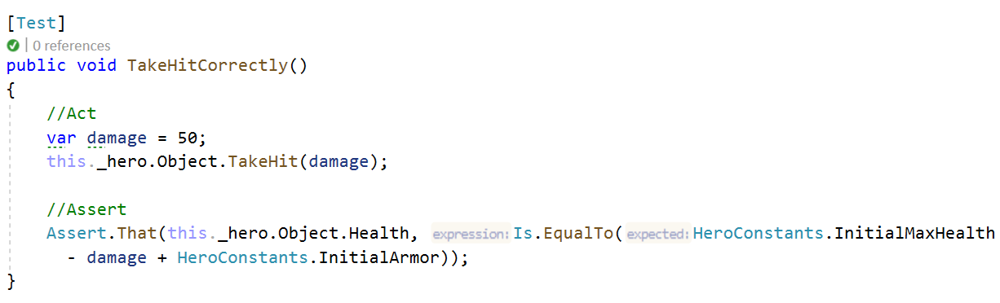 [Test]
| 0 references
public void TakeHitCorrectly()
{
    //Act
    var damage = 50;
    this._hero.Object.TakeHit(damage);

    //Assert
    Assert.That(this._hero.Object.Health, expression: Is.EqualTo(expected: HeroConstants.InitialMaxHealth
      - damage + HeroConstants.InitialArmor));
}